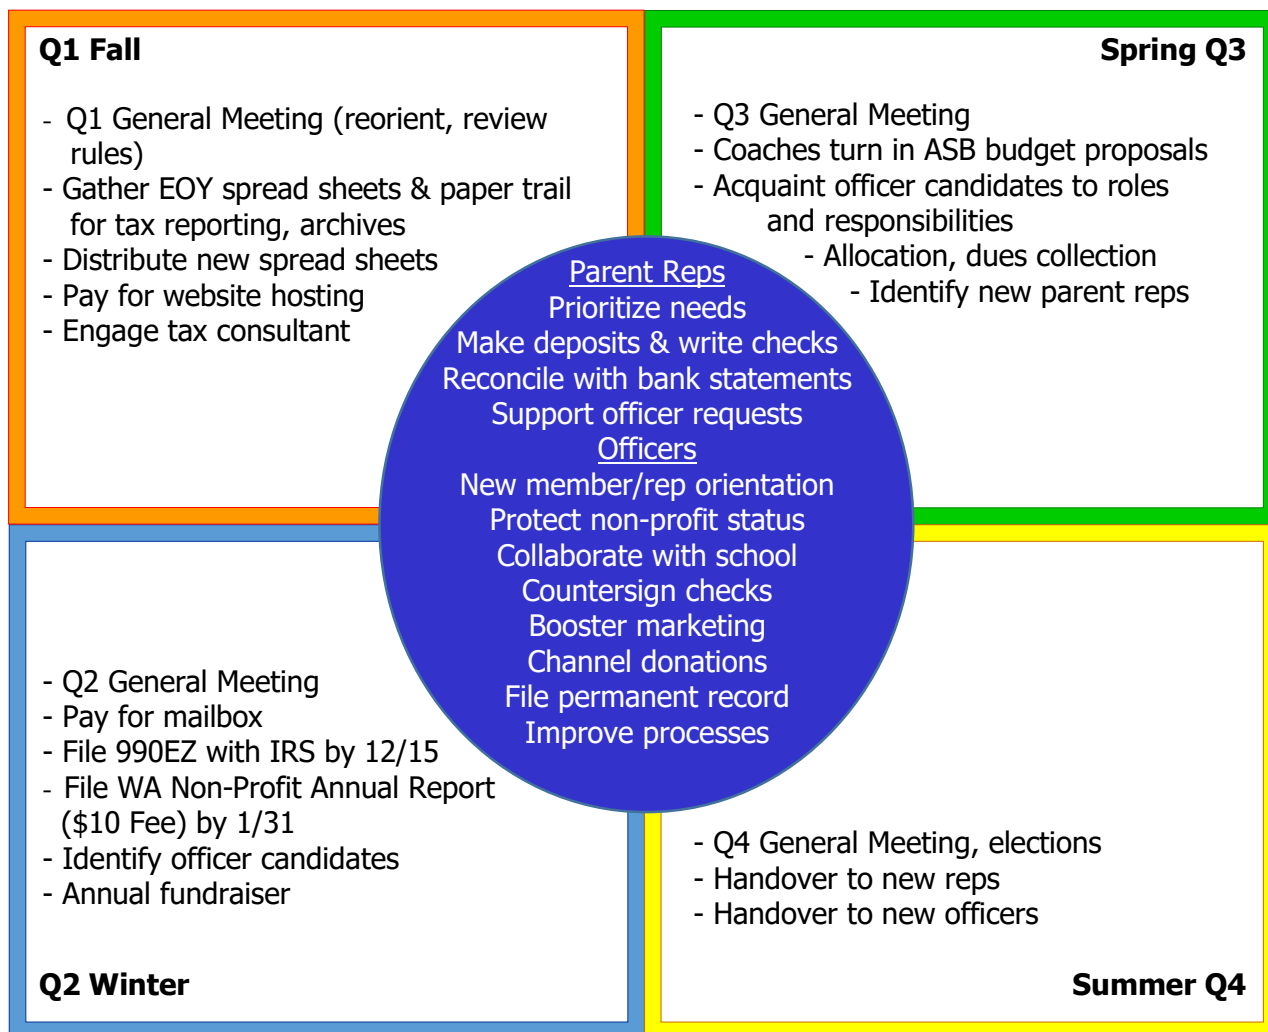 Q1 Fall
- Q1 General Meeting (reorient, review
rules)
- Gather EOY spread sheets & paper trail
for tax reporting, archives
- Distribute new spread sheets
- Pay for website hosting
- Engage tax consultant
Spring Q3
- Q3 General Meeting
- Coaches turn in ASB budget proposals
- Acquaint officer candidates to roles
and responsibilities
- Allocation, dues collection
- Identify new parent reps
Parent Reps
Prioritize needs
Make deposits & write checks
Reconcile with bank statements
Support officer requests
Officers
New member/rep orientation
Protect non-profit status
Collaborate with school
Countersign checks
Booster marketing
Channel donations
File permanent record
Improve processes
- Q2 General Meeting
- Pay for mailbox
- File 990EZ with IRS by 12/15
- File WA Non-Profit Annual Report
($10 Fee) by 1/31
- Identify officer candidates
- Annual fundraiser
Q2 Winter
- Q4 General Meeting, elections
- Handover to new reps
- Handover to new officers
Summer Q4